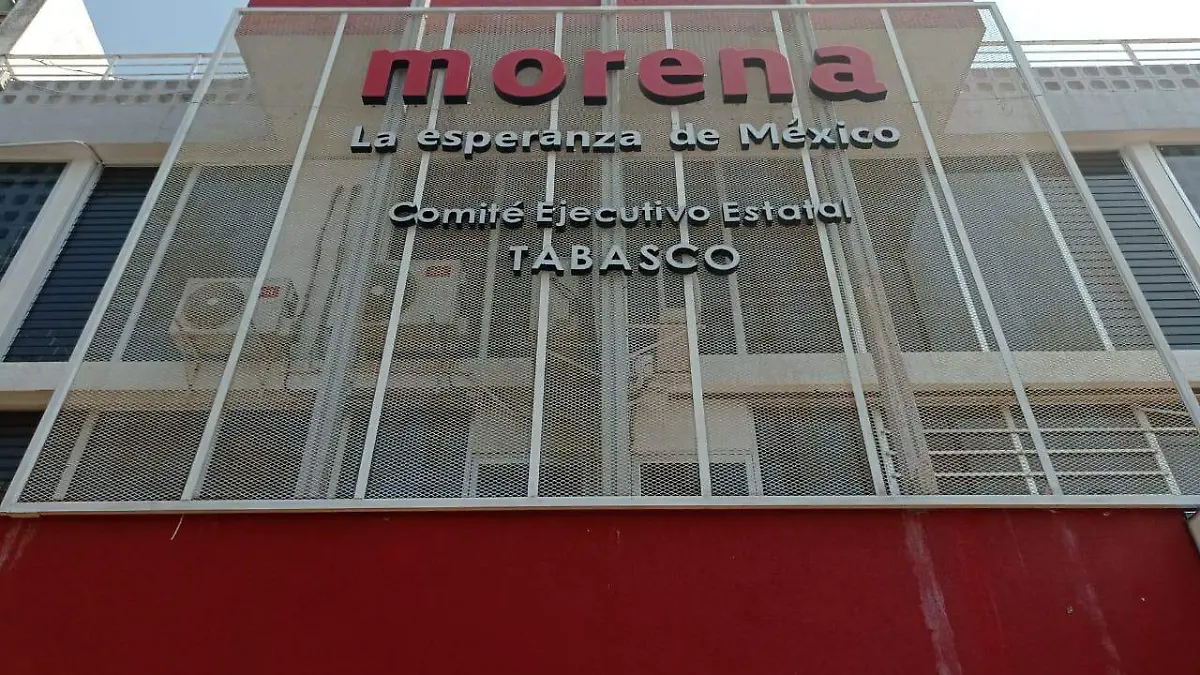 morena
La esperanza de México
Comité Ejecutivo Estatal
TABASCO